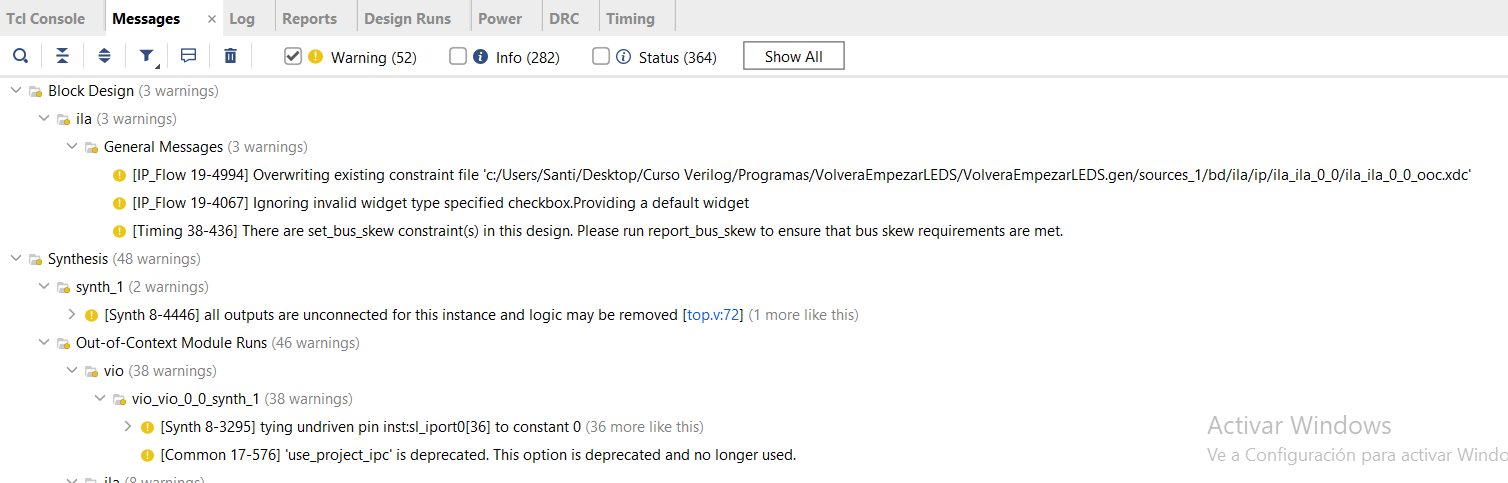 Tcl Console Messages × Log Reports Design Runs Power DRC Timing
Warning (52) Info (282) Status (364) Show All
Block Design (3 warnings)
ila (3 warnings)
General Messages (3 warnings)
[IP_Flow 19-4994] Overwriting existing constraint file 'c:/Users/Santi/Desktop/Curso Verilog/Programas/VolveraEmpezarLEDS/VolveraEmpezarLEDS.gen/sources_1/bd/ila/ip/ila_ila_0_0/ila_ila_0_0_ooc.xdc'
[IP_Flow 19-4067] Ignoring invalid widget type specified checkbox.Providing a default widget
[Timing 38-436] There are set_bus_skew constraint(s) in this design. Please run report_bus_skew to ensure that bus skew requirements are met.
Synthesis (48 warnings)
synth_1 (2 warnings)
[Synth 8-4446] all outputs are unconnected for this instance and logic may be removed [top.v:72] (1 more like this)
Out-of-Context Module Runs (46 warnings)
vio (38 warnings)
vio_vio_0_0_synth_1 (38 warnings)
[Synth 8-3295] tying undriven pin inst:sl_iport0[36] to constant 0 (36 more like this)
[Common 17-576] 'use_project_ipc' is deprecated. This option is deprecated and no longer used.
ila (8 warnings)
Activar Windows
Ve a Configuración para activar Windo